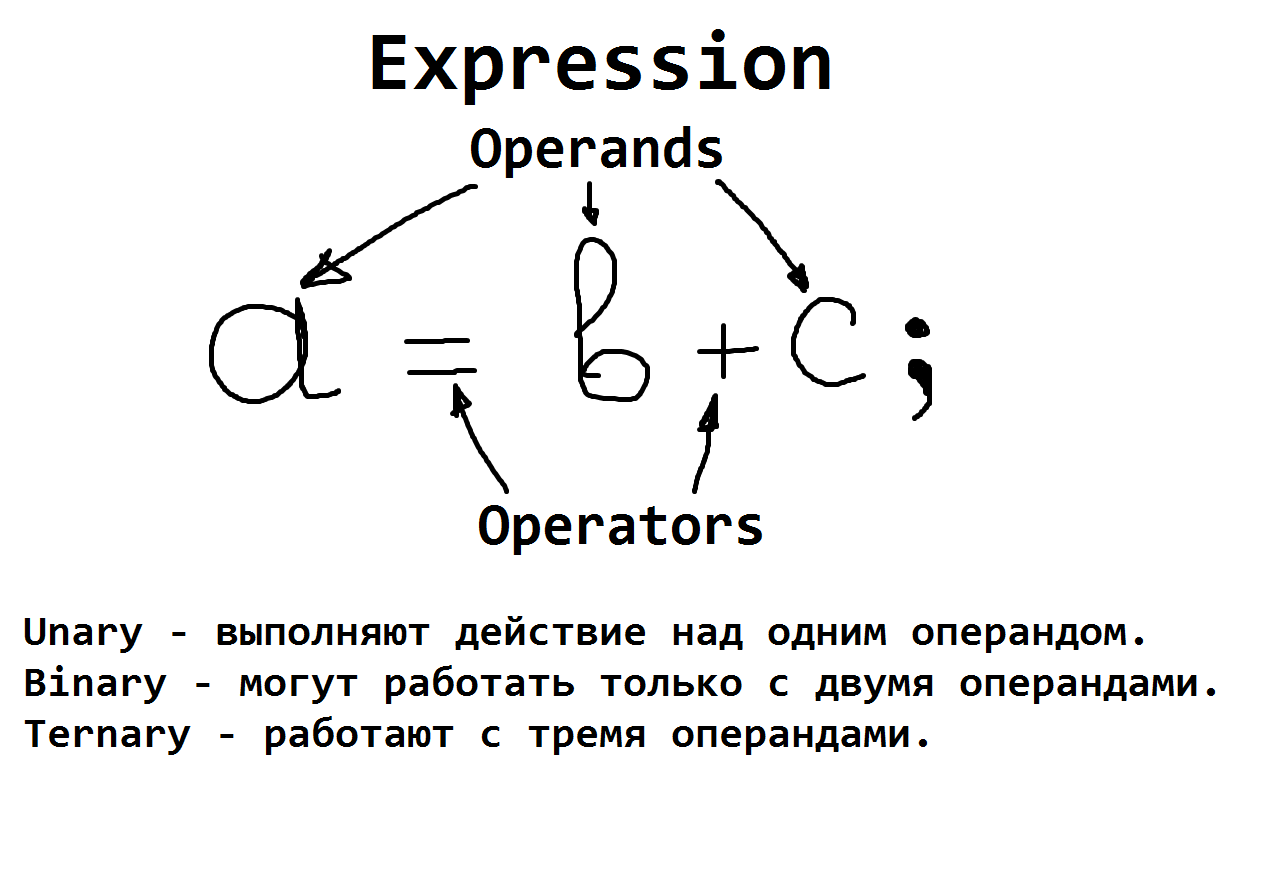 Expression
Operands
a = b + c ;
Operators
Unary - выполняют действие над одним операндом.
Binary - могут работать только с двумя операндами.
Ternary - работают с тремя операндами.